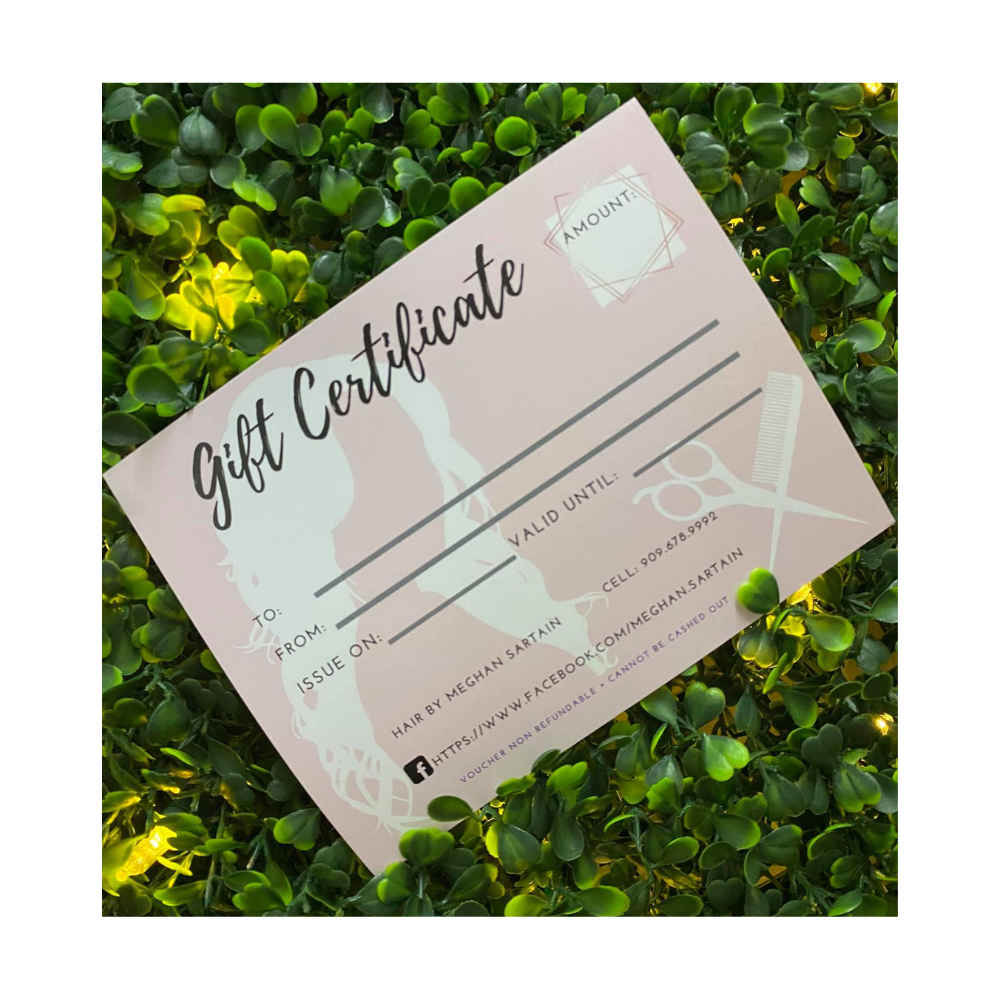 Gift Certificate
AMOUNT:
TO:
FROM:
ISSUE ON:
VALID UNTIL:
HAIR BY MEGHAN SARTAIN
CELL: 909.678.9992
f HTTPS://WWW.FACEBOOK.COM/MEGHAN.SARTAIN
VOUCHER NON REFUNDABLE • CANNOT BE CASHED OUT